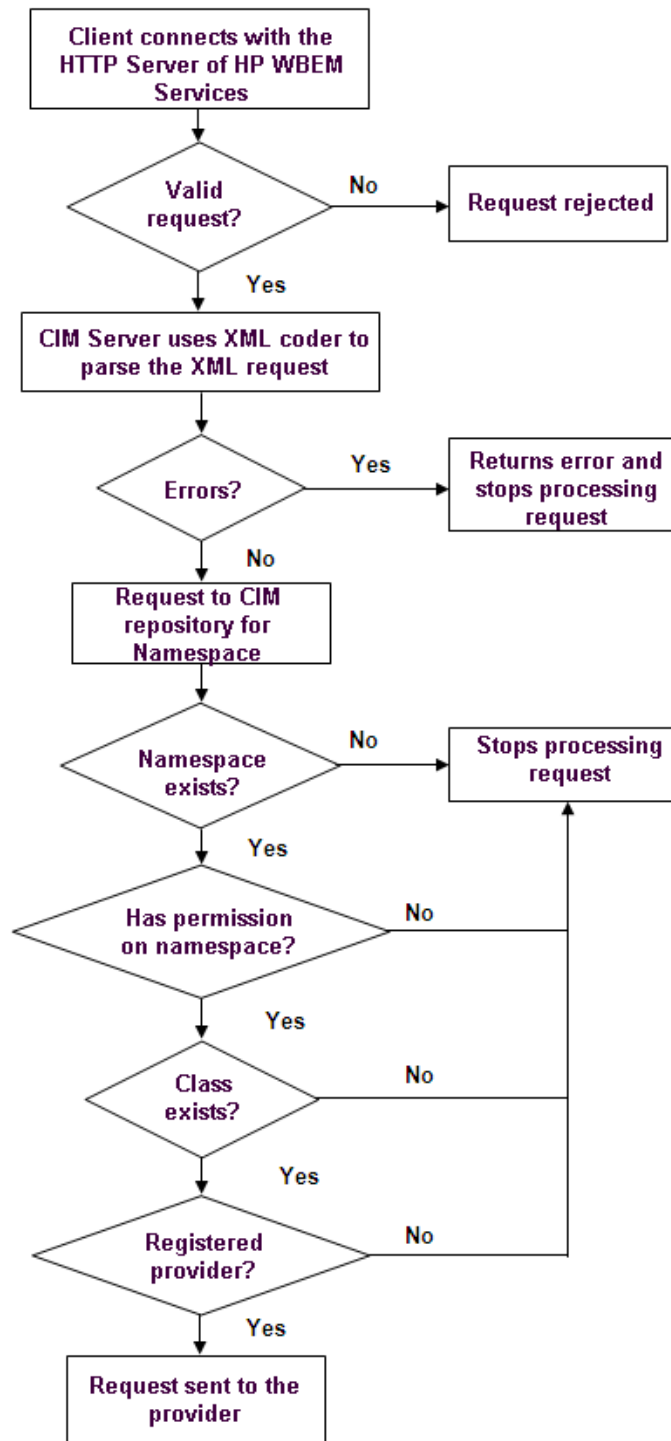 Client connects with the
HTTP Server of HP WBEM
Services
Valid
request?
No
Request rejected
Yes
CIM Server uses XML coder to
parse the XML request
Errors?
Yes
Returns error and
stops processing
request
No
Request to CIM
repository for
Namespace
Namespace
exists?
No
Stops processing
request
Yes
Has permission
on namespace?
No
Yes
Class
exists?
No
Yes
Registered
provider?
No
Yes
Request sent to the
provider